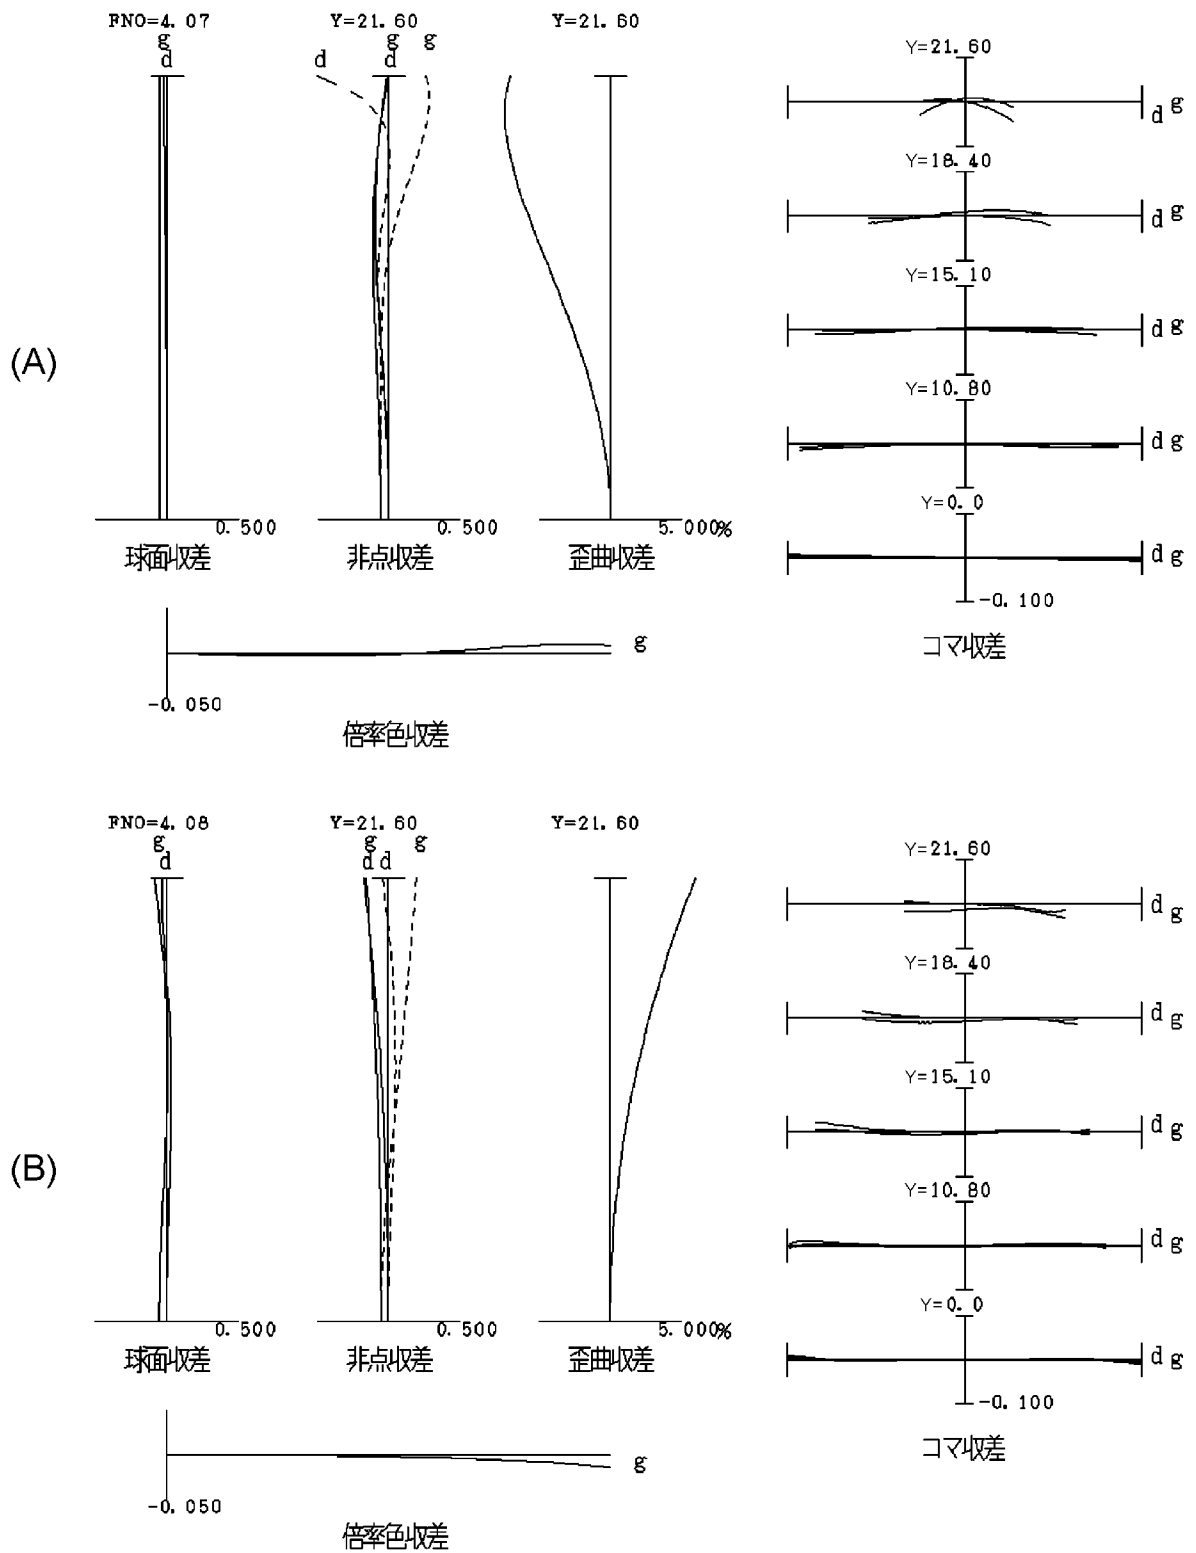 FNO=4.07
g
d
0.500
球面収差
Y=21.60
d
g
d
g
0.500
非点収差
Y=21.60
5.000%
歪曲収差
Y=21.60
d g
Y=18.40
d g
Y=15.10
d g
Y=10.80
d g
Y=0.0
d g
-0.100
コマ収差
(A)
g
-0.050
倍率色収差
FNO=4.08
g
d
0.500
球面収差
Y=21.60
g
d d
g
0.500
非点収差
Y=21.60
5.000%
歪曲収差
Y=21.60
d g
Y=18.40
d g
Y=15.10
d g
Y=10.80
d g
Y=0.0
d g
-0.100
コマ収差
(B)
g
-0.050
倍率色収差